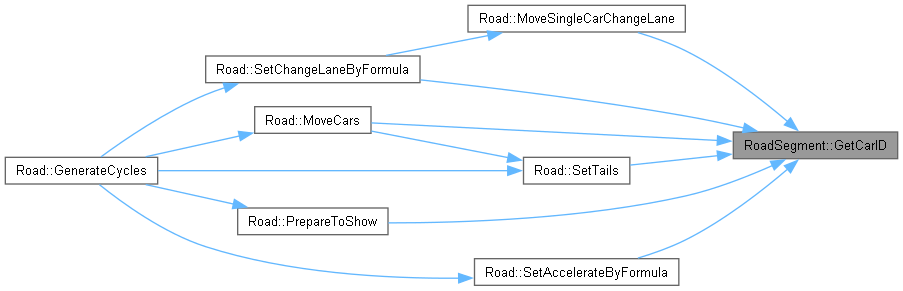 Road::MoveSingleCarChangeLane
Road::SetChangeLaneByFormula
Road::MoveCars
RoadSegment::GetCarID
Road::GenerateCycles
Road::SetTails
Road::PrepareToShow
Road::SetAccelerateByFormula